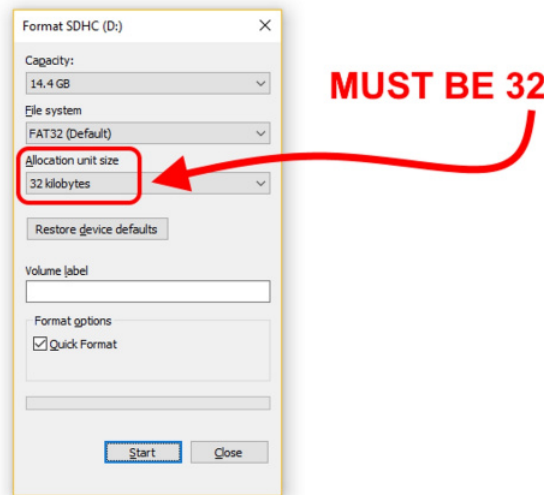 Format SDHC (D:)
Capacity:
14.4 GB
File system
FAT32 (Default)
Allocation unit size
32 kilobytes
Restore device defaults
Volume label
Format options
Quick Format
Start
Close
MUST BE 32